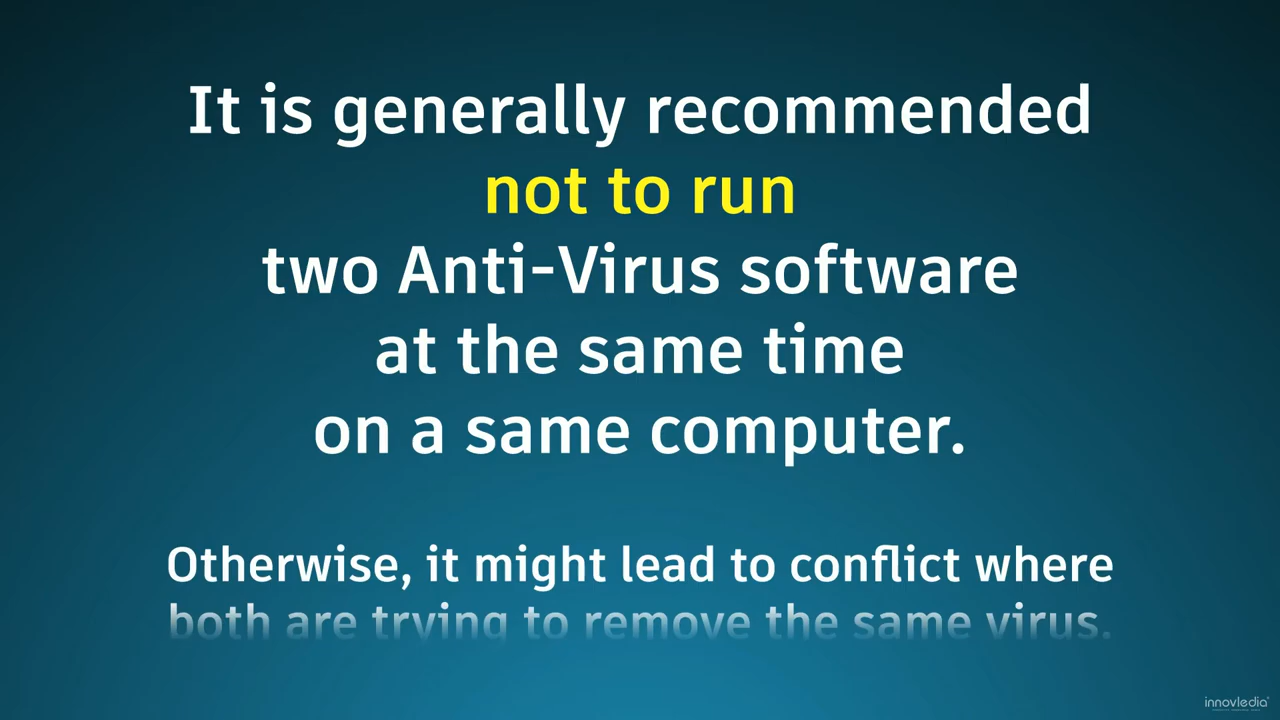 It is generally recommended
not to run
two Anti-Virus software
at the same time
on a same computer.
Otherwise, it might lead to conflict where
both are trying to remove the same virus.
innovledia